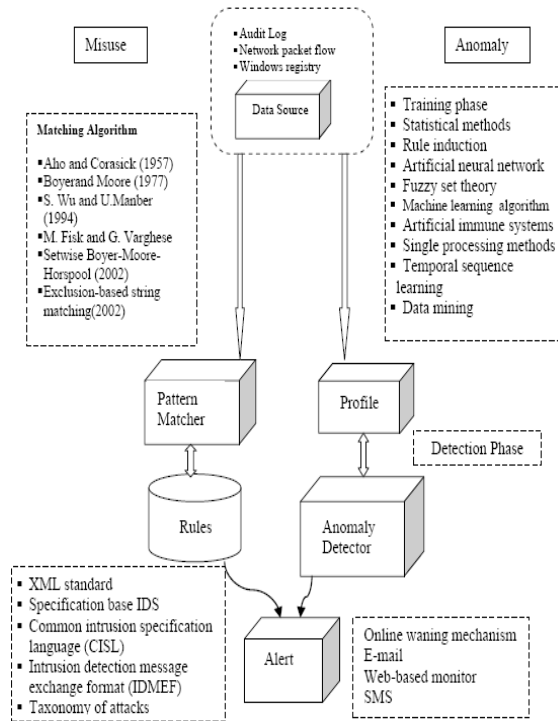 Misuse
▪ Audit Log
▪ Network packet flow
▪ Windows registry
Data Source
Anomaly
Matching Algorithm
▪Aho and Corasick (1957)
▪Boyerand Moore (1977)
▪S. Wu and U.Manber
(1994)
▪M. Fisk and G. Varghese
Setwise Boyer-Moore-
Horspool (2002)
▪Exclusion-based string
matching(2002)
▪ Training phase
▪ Statistical methods
▪ Rule induction
▪ Artificial neural network
▪ Fuzzy set theory
▪ Machine learning algorithm
▪ Artificial immune systems
▪ Single processing methods
▪ Temporal sequence
learning
▪ Data mining
Pattern
Matcher
Profile
Detection Phase
Rules
Anomaly
Detector
▪ XML standard
▪ Specification base IDS
▪ Common intrusion specification
language (CISL)
▪ Intrusion detection message
exchange format (IDMEF)
▪ Taxonomy of attacks
Alert
Online waning mechanism
E-mail
Web-based monitor
SMS